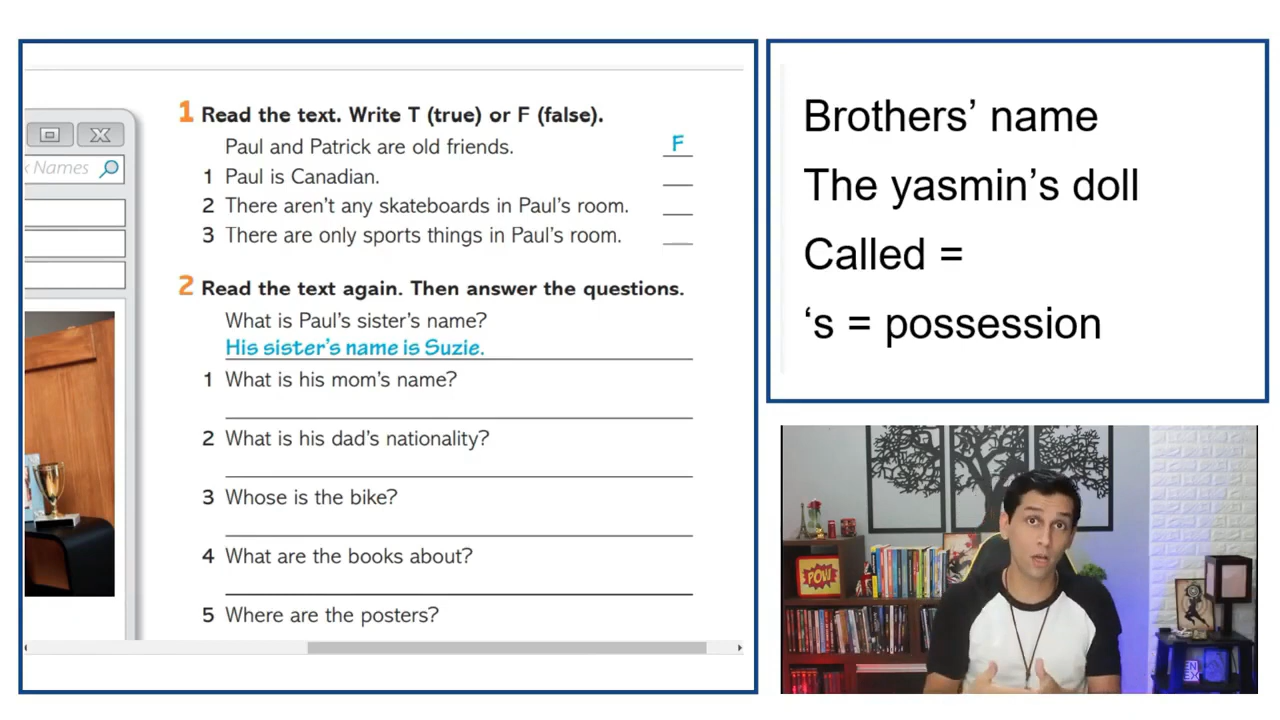 1 Read the text. Write T (true) or F (false).
Paul and Patrick are old friends. F
1 Paul is Canadian. ___
2 There aren't any skateboards in Paul's room. ___
3 There are only sports things in Paul's room. ___
Names
2 Read the text again. Then answer the questions.
What is Paul's sister's name?
His sister's name is Suzie.
1 What is his mom's name?
2 What is his dad's nationality?
3 Whose is the bike?
4 What are the books about?
5 Where are the posters?
Brothers’ name
The yasmin’s doll
Called =
‘s = possession
POW